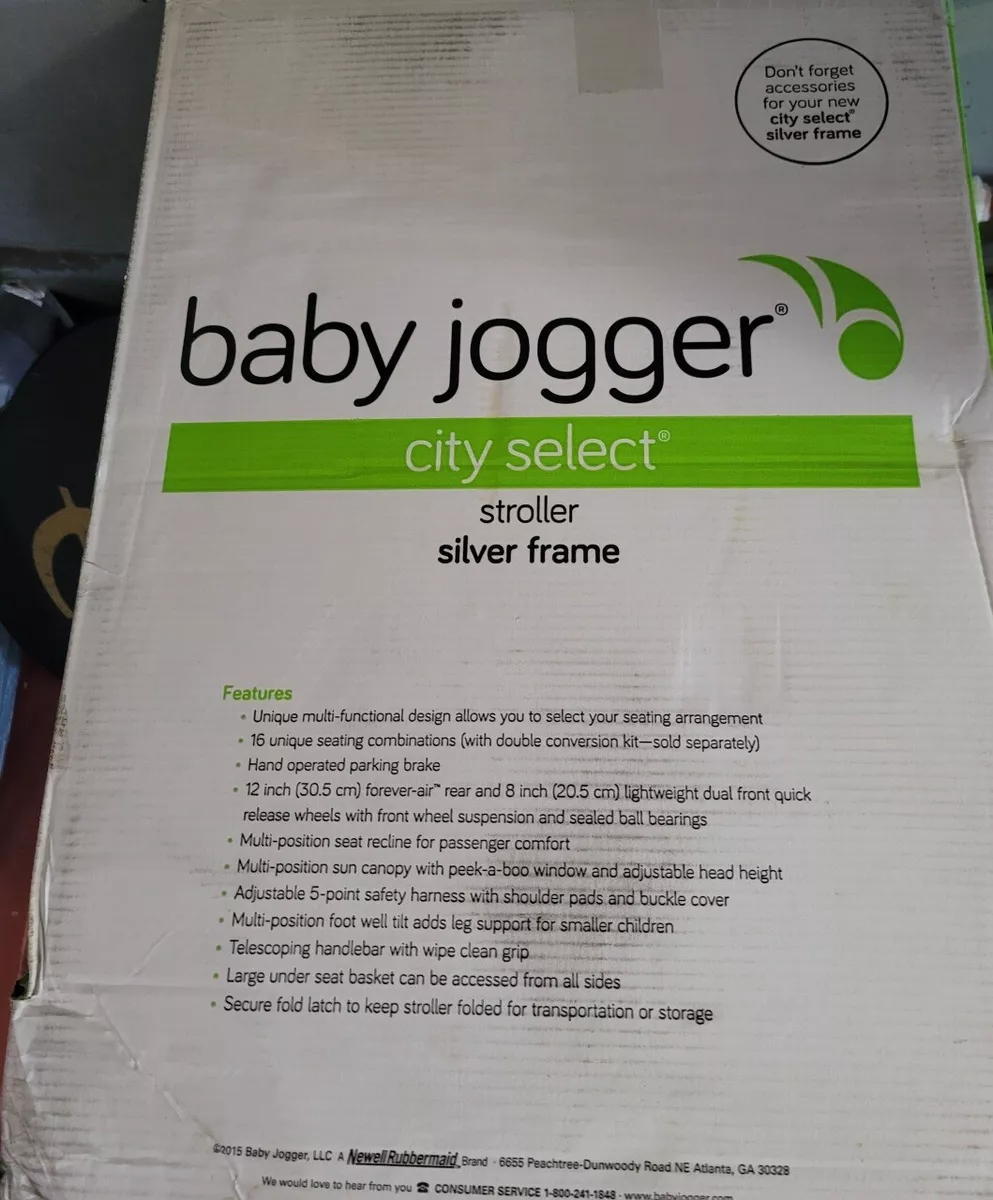 Don't forget
accessories
for your new
city select®
silver frame
baby jogger®
city select®
stroller
silver frame
Features
• Unique multi-functional design allows you to select your seating arrangement
• 16 unique seating combinations (with double conversion kit—sold separately)
• Hand operated parking brake
• 12 inch (30.5 cm) forever-air™ rear and 8 inch (20.5 cm) lightweight dual front quick
release wheels with front wheel suspension and sealed ball bearings
• Multi-position seat recline for passenger comfort
• Multi-position sun canopy with peek-a-boo window and adjustable head height
• Adjustable 5-point safety harness with shoulder pads and buckle cover
• Multi-position foot well tilt adds leg support for smaller children
• Telescoping handlebar with wipe clean grip
• Large under seat basket can be accessed from all sides
• Secure fold latch to keep stroller folded for transportation or storage
©2015 Baby Jogger, LLC A NewellRubbermaid Brand · 6655 Peachtree-Dunwoody Road NE Atlanta, GA 30328
We would love to hear from you ☎ CONSUMER SERVICE 1-800-241-1848 · www.babyjogger.com